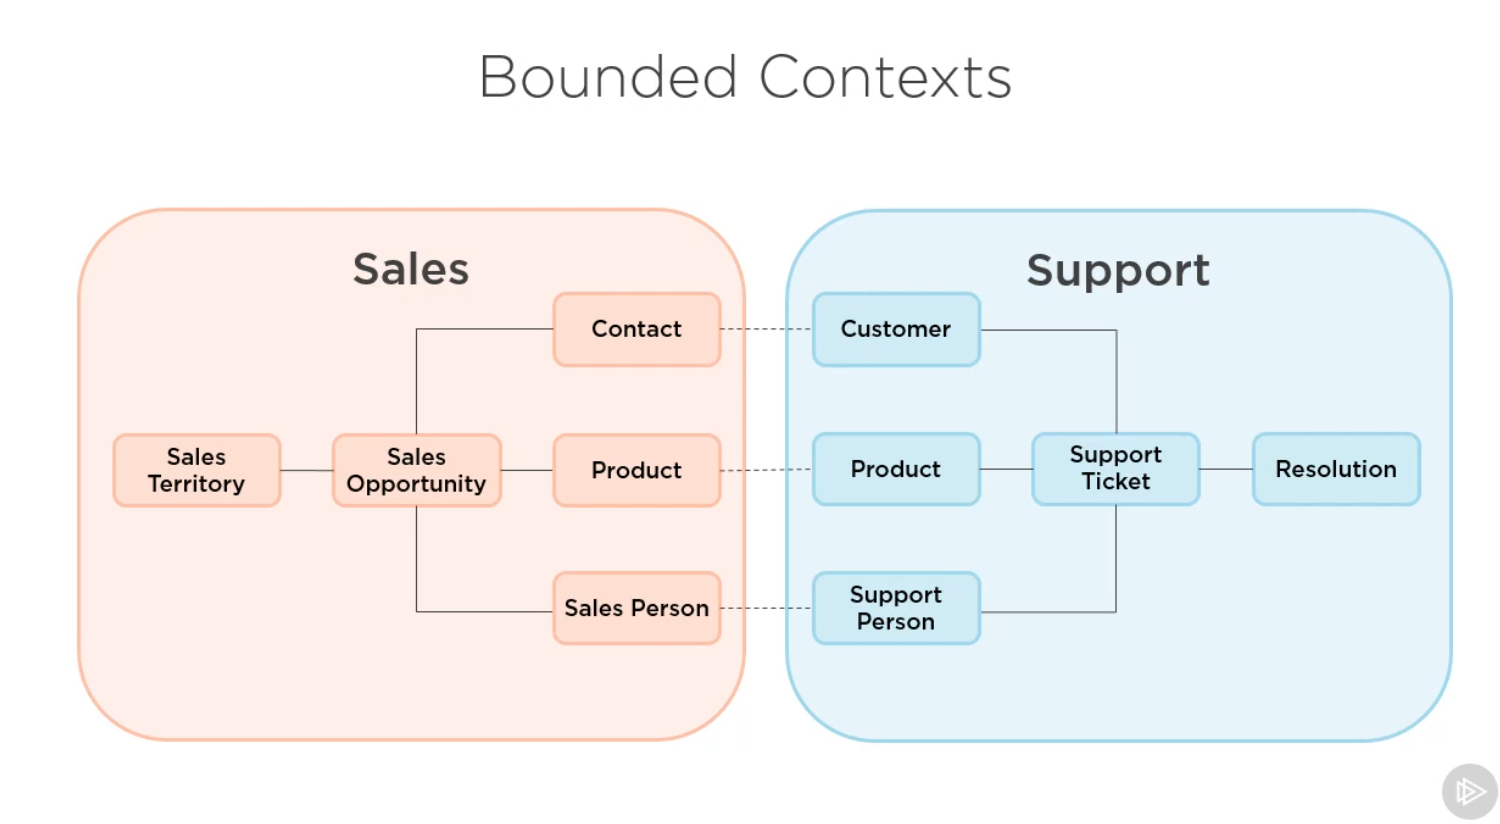 Bounded Contexts
Sales
Contact
Sales
Territory
Sales
Opportunity
Product
Sales Person
Support
Customer
Product
Support
Ticket
Resolution
Support
Person